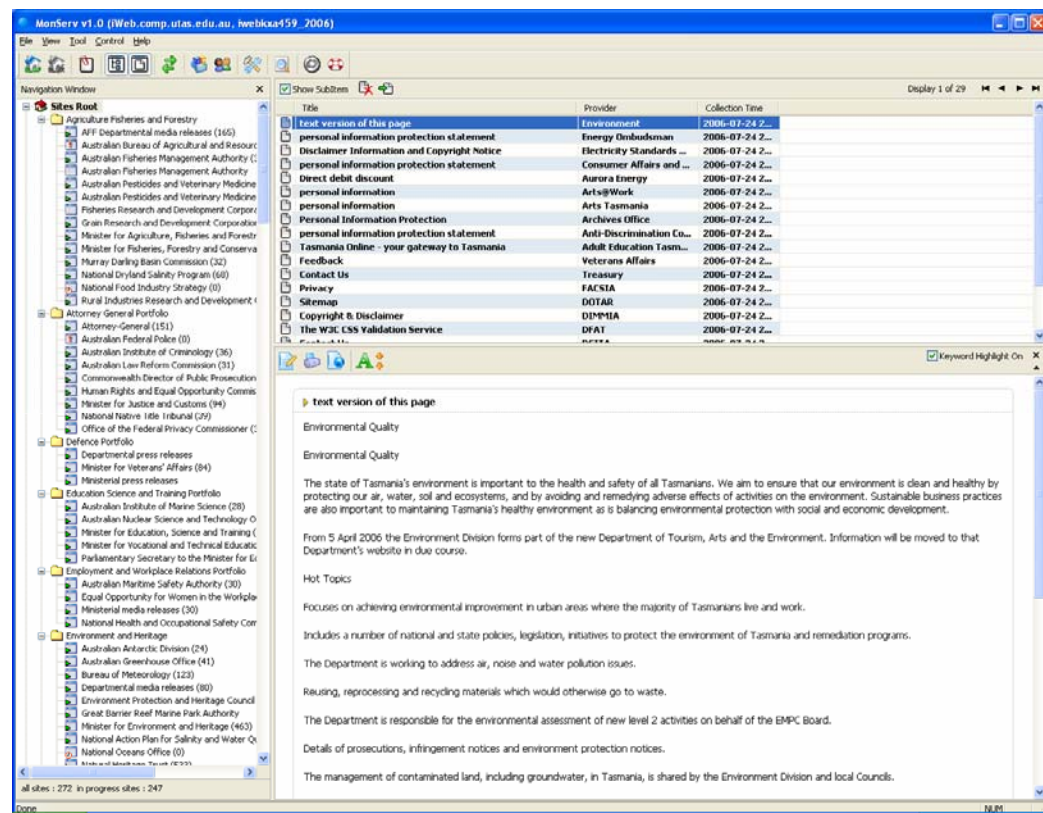 MonServ v1.0 (iWeb.comp.utas.edu.au, iwebkxa459_2006)
File View Tool Control Help
Navigation Window
Sites Root
Agriculture Fisheries and Forestry
AFF Departmental media releases (165)
Australian Bureau of Agricultural and Resourc
Australian Fisheries Management Authority (
Australian Fisheries Management Authority
Australian Pesticides and Veterinary Medicine
Australian Pesticides and Veterinary Medicine
Fisheries Research and Development Corpora
Grain Research and Development Corporation
Minister for Agriculture, Fisheries and Forestr
Minister for Fisheries, Forestry and Conserva
Murray Darling Basin Commission (32)
National Dryland Salinity Program (60)
National Food Industry Strategy (0)
Rural Industries Research and Development (
Attorney General Portfolio
Attorney-General (151)
Australian Federal Police (0)
Australian Institute of Criminology (36)
Australian Law Reform Commission (31)
Commonwealth Director of Public Prosecution
Human Rights and Equal Opportunity Commis
Minister for Justice and Customs (94)
National Native Title Tribunal (29)
Office of the Federal Privacy Commissioner (
Defence Portfolio
Departmental press releases
Minister for Veterans' Affairs (84)
Ministerial press releases
Education Science and Training Portfolio
Australian Institute of Marine Science (28)
Australian Nuclear Science and Technology O
Minister for Education, Science and Training (
Minister for Vocational and Technical Educatic
Parliamentary Secretary to the Minister for Ec
Employment and Workplace Relations Portfolio
Australian Maritime Safety Authority (30)
Equal Opportunity for Women in the Workpla
Ministerial media releases (30)
National Health and Occupational Safety Com
Environment and Heritage
Australian Antarctic Division (24)
Australian Greenhouse Office (41)
Bureau of Meteorology (123)
Departmental media releases (80)
Environment Protection and Heritage Council
Great Barrier Reef Marine Park Authority
Minister for Environment and Heritage (463)
National Action Plan for Salinity and Water Qu
National Oceans Office (0)
Natural Heritage Trust (533)
all sites : 272 in progress sites : 247
Show SubItem Display 1 of 29
Title Provider Collection Time
text version of this page Environment 2006-07-24 2...
personal information protection statement Energy Ombudsman 2006-07-24 2...
Disclaimer Information and Copyright Notice Electricity Standards ... 2006-07-24 2...
personal information protection statement Consumer Affairs and ... 2006-07-24 2...
Direct debit discount Aurora Energy 2006-07-24 2...
personal information Arts@Work 2006-07-24 2...
personal information Arts Tasmania 2006-07-24 2...
Personal Information Protection Archives Office 2006-07-24 2...
personal information protection statement Anti-Discrimination Co... 2006-07-24 2...
Tasmania Online - your gateway to Tasmania Adult Education Tasm... 2006-07-24 2...
Feedback Veterans Affairs 2006-07-24 2...
Contact Us Treasury 2006-07-24 2...
Privacy FACSIA 2006-07-24 2...
Sitemap DOTAR 2006-07-24 2...
Copyright & Disclaimer DIMMIA 2006-07-24 2...
The W3C CSS Validation Service DFAT 2006-07-24 2...
Keyword Highlight On
text version of this page
Environmental Quality
Environmental Quality
The state of Tasmania's environment is important to the health and safety of all Tasmanians. We aim to ensure that our environment is clean and healthy by
protecting our air, water, soil and ecosystems, and by avoiding and remedying adverse effects of activities on the environment. Sustainable business practices
are also important to maintaining Tasmania's healthy environment as is balancing environmental protection with social and economic development.
From 5 April 2006 the Environment Division forms part of the new Department of Tourism, Arts and the Environment. Information will be moved to that
Department's website in due course.
Hot Topics
Focuses on achieving environmental improvement in urban areas where the majority of Tasmanians live and work.
Includes a number of national and state policies, legislation, initiatives to protect the environment of Tasmania and remediation programs.
The Department is working to address air, noise and water pollution issues.
Reusing, reprocessing and recycling materials which would otherwise go to waste.
The Department is responsible for the environmental assessment of new level 2 activities on behalf of the EMPC Board.
Details of prosecutions, infringement notices and environment protection notices.
The management of contaminated land, including groundwater, in Tasmania, is shared by the Environment Division and local Councils.
Done NUM